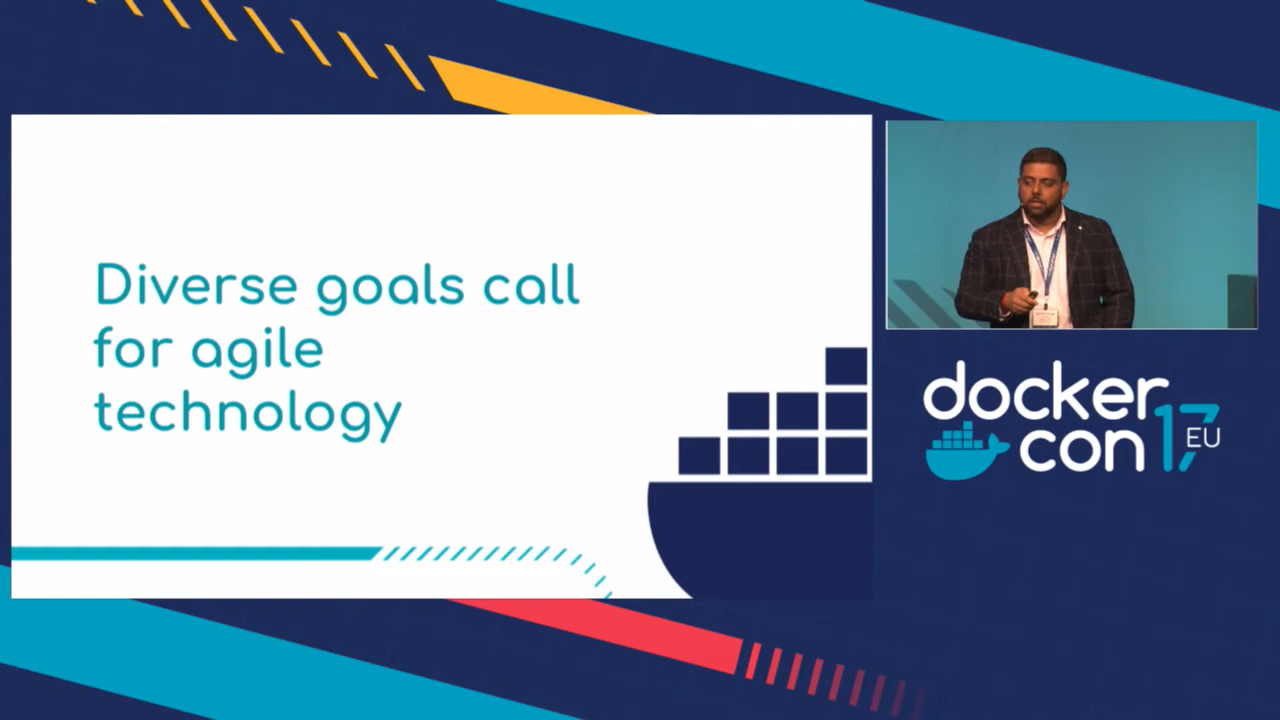 Diverse goals call
for agile
technology
docker
con 17 EU